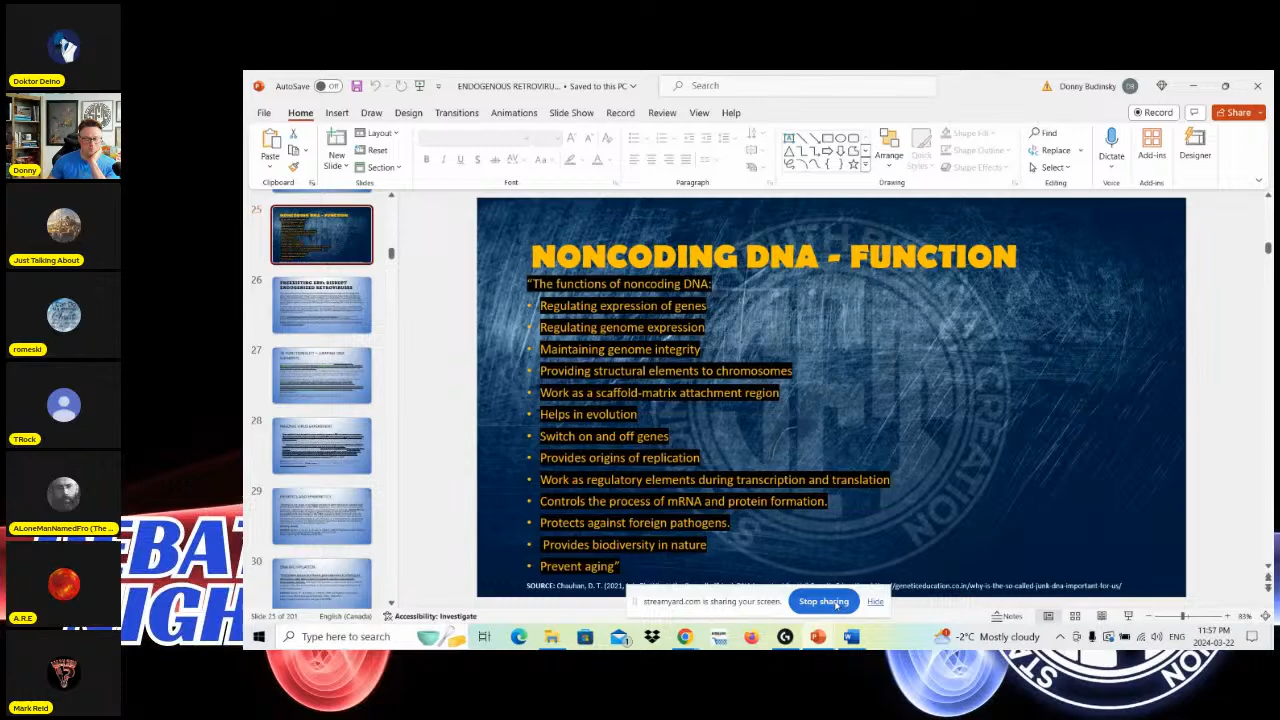 Doktor Delno
Donny
Just Talking About
romeski
TRock
ALoneManNamedFro (The ...
A.R.E
Mark Reid
AutoSave Off
ENDOGENOUS RETROVIRU... • Saved to this PC
Search
Donny Budinsky DB
File Home Insert Draw Design Transitions Animations Slide Show Record Review View Help
Record
Share
Paste
New
Slide
Layout
Reset
Section
Arrange
Quick
Styles
Shape Fill
Shape Outline
Shape Effects
Find
Replace
Select
Dictate
Add-ins
Designer
Clipboard Slides Font Paragraph Drawing Editing Voice Add-ins
25
NONCODING DNA - FUNCTION
26
27
28
29
30
NONCODING DNA - FUNCTION
"The functions of noncoding DNA:
• Regulating expression of genes
• Regulating genome expression
• Maintaining genome integrity
• Providing structural elements to chromosomes
• Work as a scaffold-matrix attachment region
• Helps in evolution
• Switch on and off genes
• Provides origins of replication
• Work as regulatory elements during transcription and translation
• Controls the process of mRNA and protein formation.
• Protects against foreign pathogens.
• Provides biodiversity in nature
• Prevent aging"
SOURCE: Chauhan, D. T. (2021, //geneticeducation.co.in/why-is-the-so-called-junk-dna-important-for-us/
streamyard.com is sharing your screen. Stop sharing Hide
Slide 25 of 201 English (Canada) Accessibility: Investigate Notes 83%
Type here to search
-2°C Mostly cloudy
ENG
11:57 PM
2024-03-22